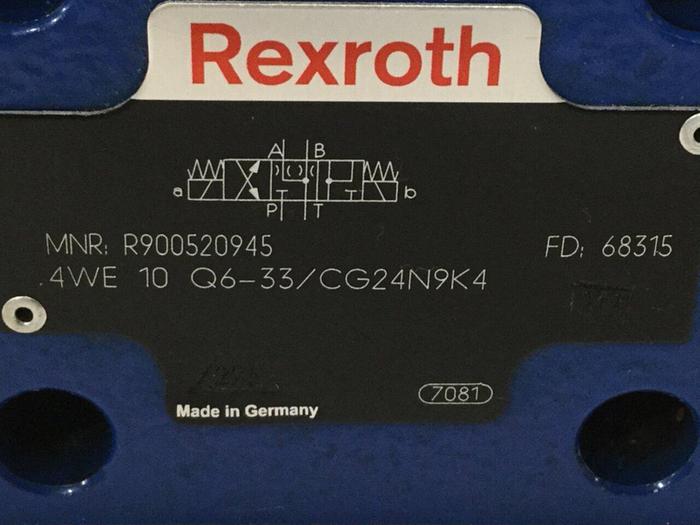 Rexroth
A B
a b
P T
MNR: R900520945 FD: 68315
.4WE 10 Q6-33/CG24N9K4
7081
Made in Germany